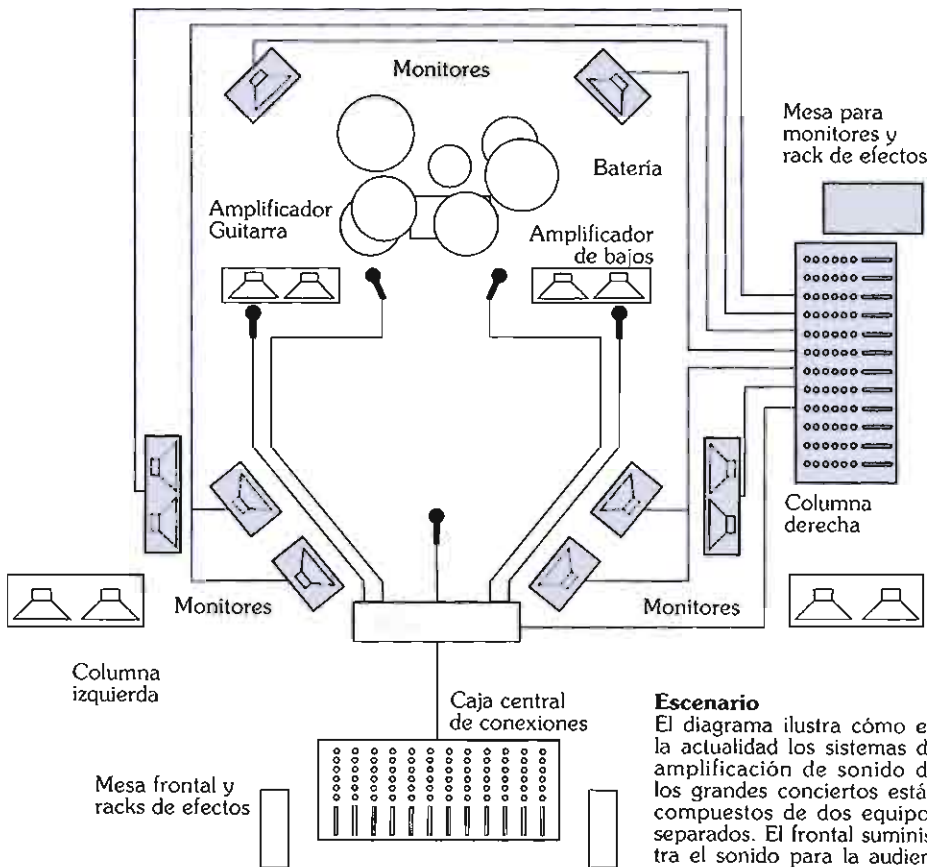 Monitores
Mesa para
monitores y
rack de efectos
Batería
Amplificador
Guitarra
Amplificador
de bajos
Columna
derecha
Monitores
Monitores
Columna
izquierda
Caja central
de conexiones
Mesa frontal y
racks de efectos
Escenario
El diagrama ilustra cómo e
la actualidad los sistemas d
amplificación de sonido d
los grandes conciertos está
compuestos de dos equipo
separados. El frontal suminis
tra el sonido para la audien